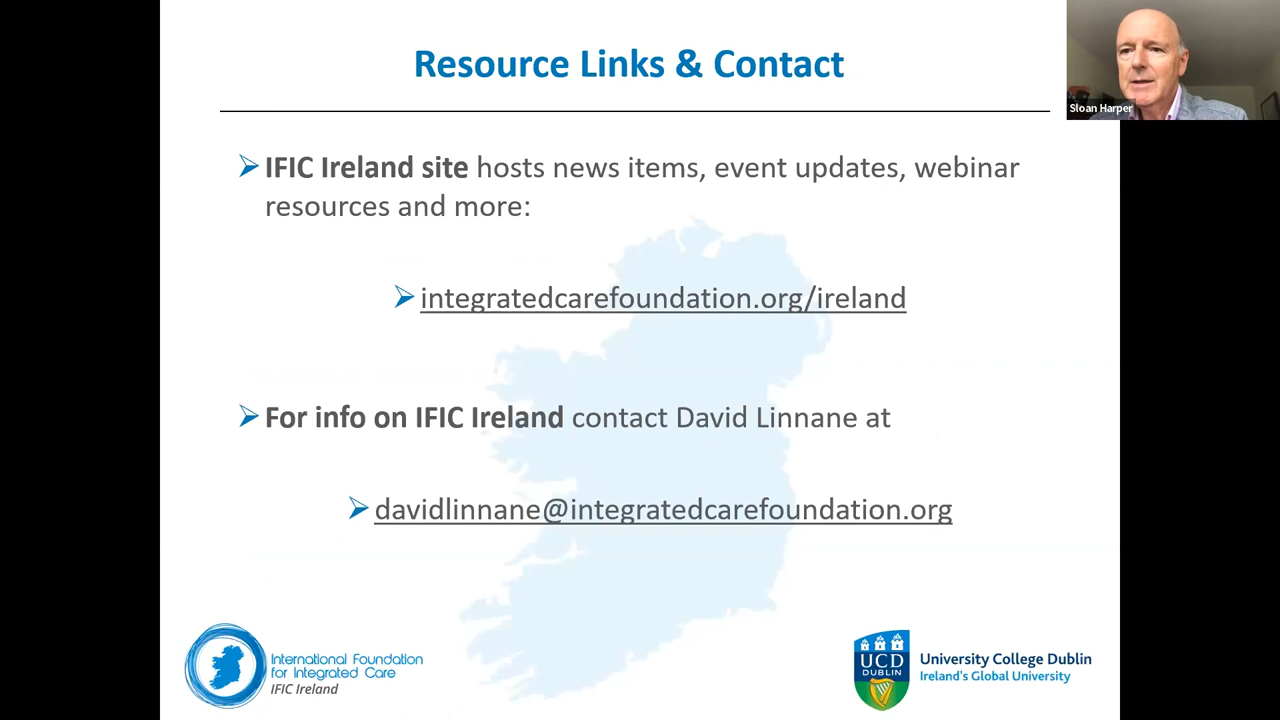 Resource Links & Contact
Sloan Harper
➢IFIC Ireland site hosts news items, event updates, webinar
resources and more:
➢integratedcarefoundation.org/ireland
➢For info on IFIC Ireland contact David Linnane at
➢davidlinnane@integratedcarefoundation.org
International Foundation
for Integrated Care
IFIC Ireland
UCD
DUBLIN
University College Dublin
Ireland's Global University